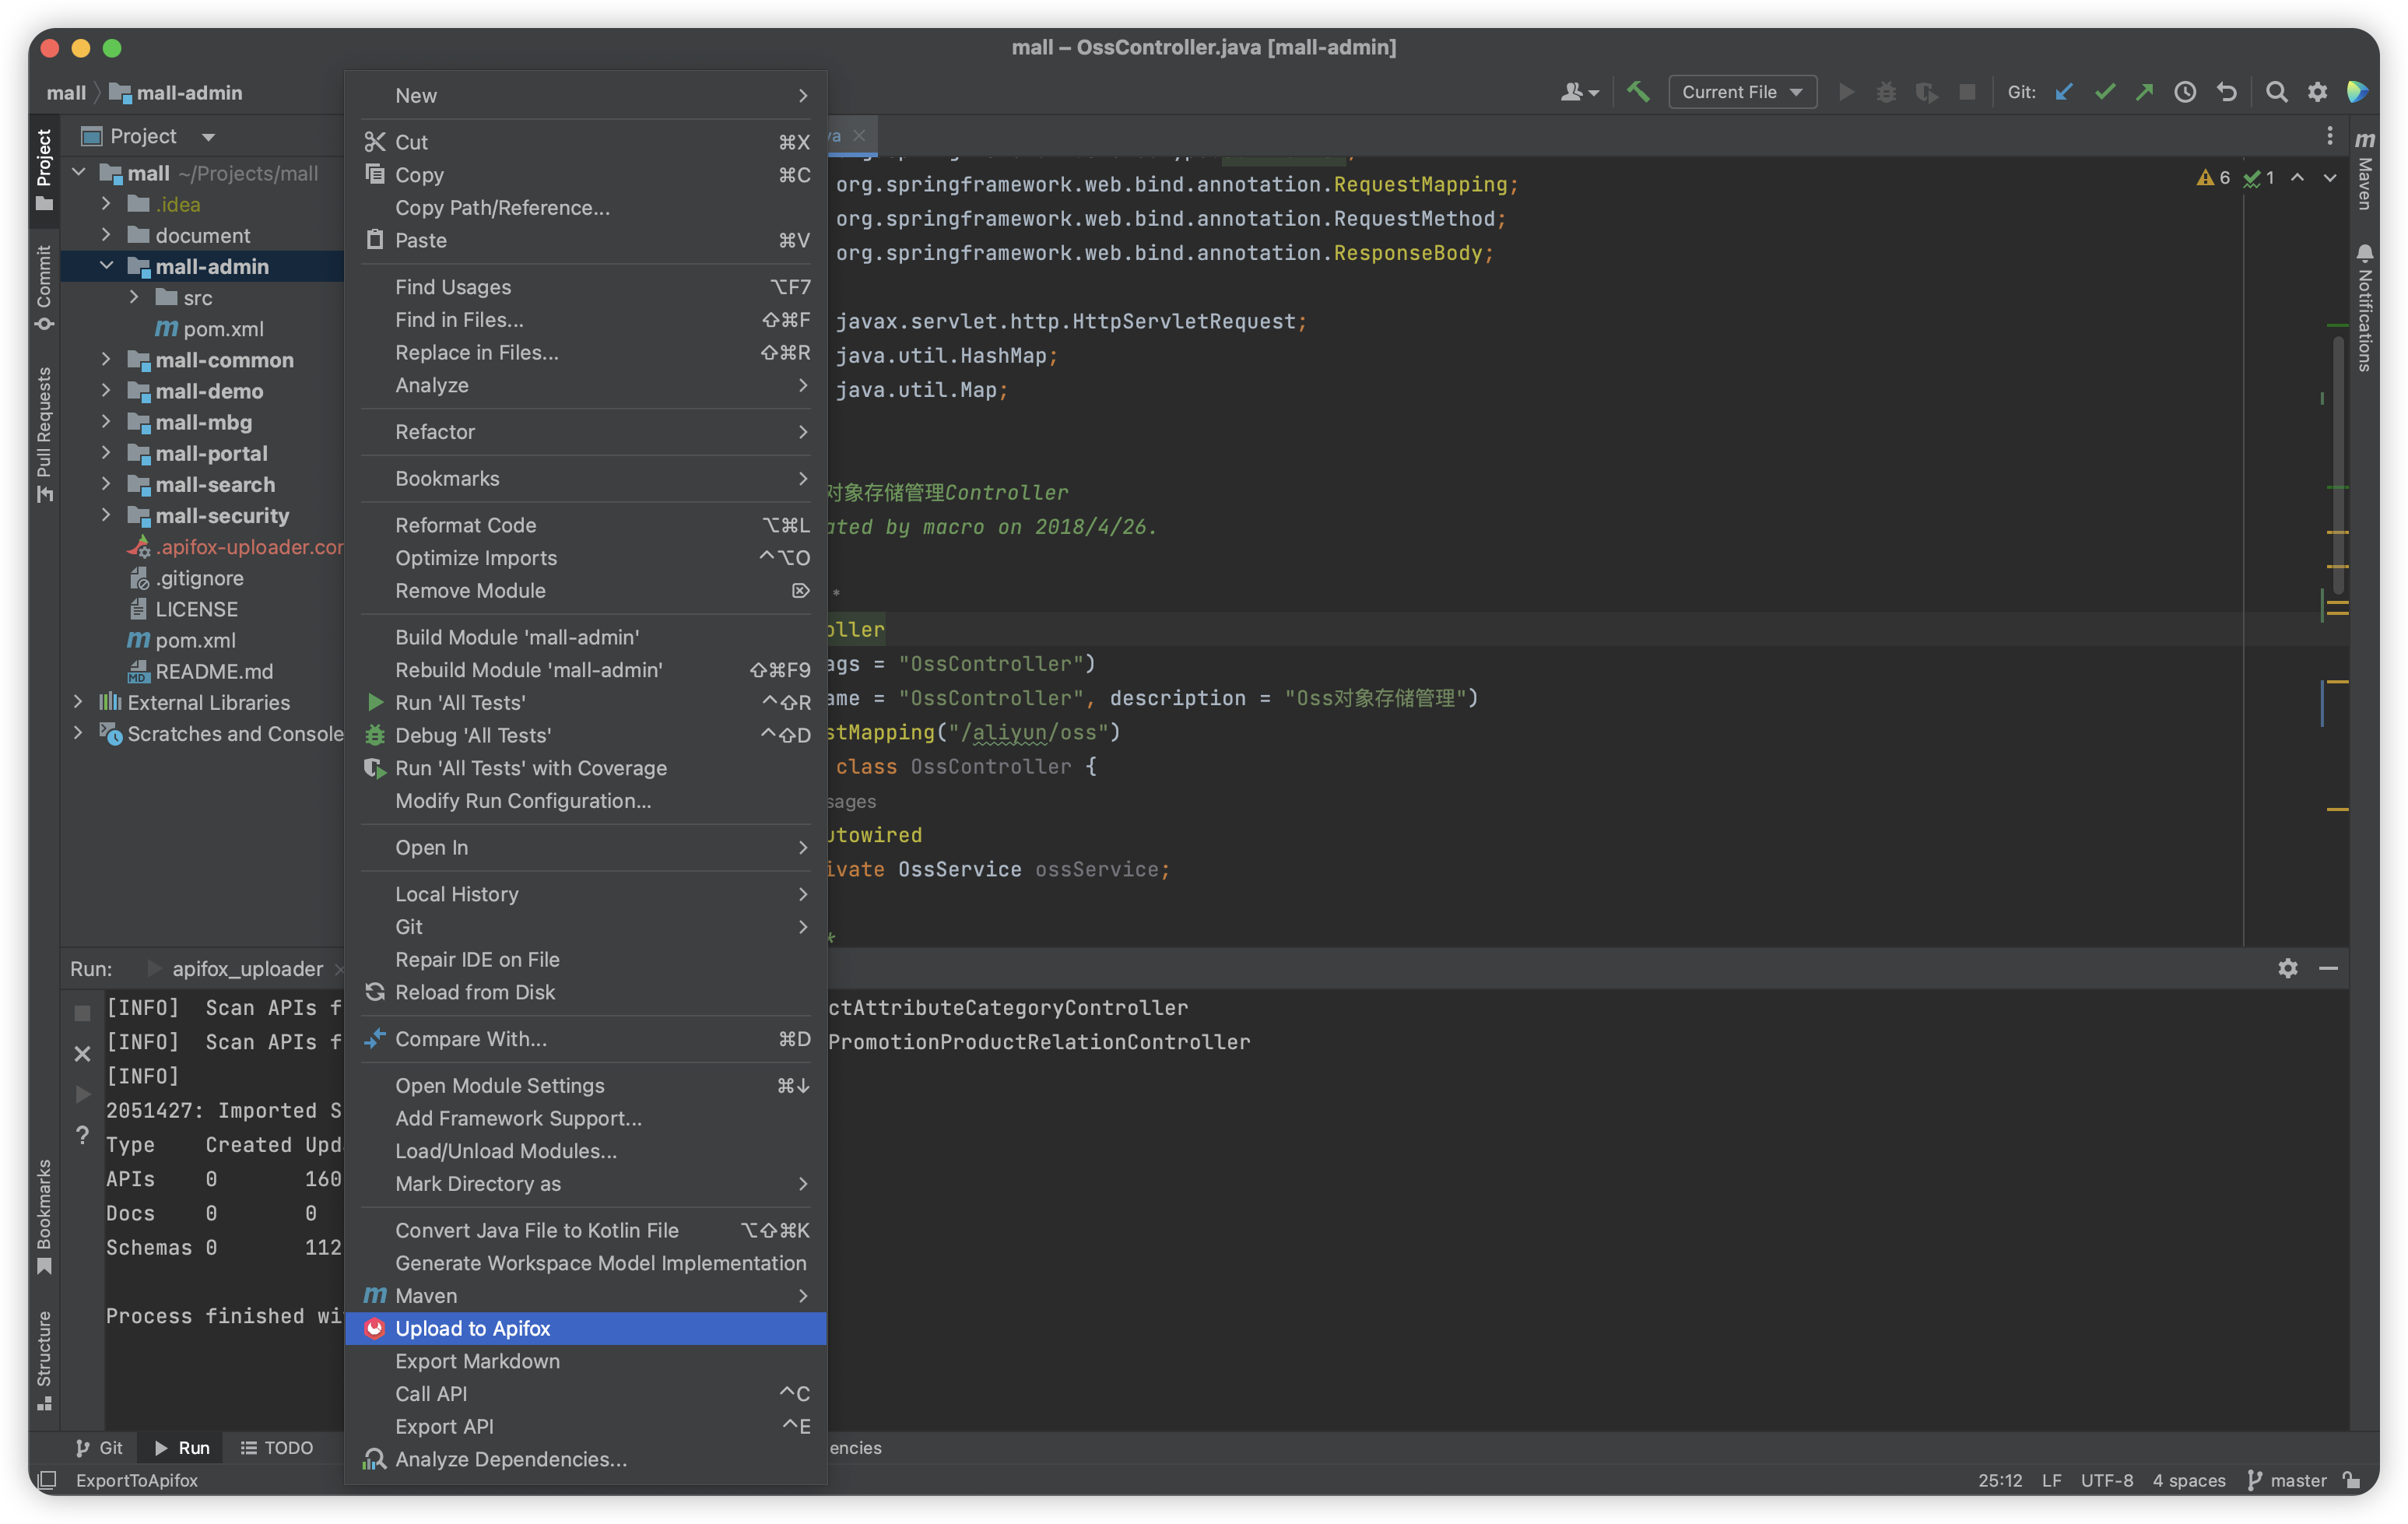 mall – OssController.java [mall-admin]
mall
mall-admin
Current File
Git:
Project
mall ~/Projects/mall
.idea
document
mall-admin
src
pom.xml
mall-common
mall-demo
mall-mbg
mall-portal
mall-search
mall-security
.apifox-uploader.cor
.gitignore
LICENSE
pom.xml
README.md
External Libraries
Scratches and Console
Project
Commit
Pull Requests
Bookmarks
Structure
New
Cut ⌘X
Copy ⌘C
Copy Path/Reference...
Paste ⌘V
Find Usages ⌥F7
Find in Files... ⇧⌘F
Replace in Files... ⇧⌘R
Analyze
Refactor
Bookmarks
Reformat Code ⌥⌘L
Optimize Imports ^⌥O
Remove Module ⌦
Build Module 'mall-admin'
Rebuild Module 'mall-admin' ⇧⌘F9
Run 'All Tests' ^⇧R
Debug 'All Tests' ^⇧D
Run 'All Tests' with Coverage
Modify Run Configuration...
Open In
Local History
Git
Repair IDE on File
Reload from Disk
Compare With... ⌘D
Open Module Settings ⌘↓
Add Framework Support...
Load/Unload Modules...
Mark Directory as
Convert Java File to Kotlin File ⌥⇧⌘K
Generate Workspace Model Implementation
Maven
Upload to Apifox
Export Markdown
Call API ^C
Export API ^E
Analyze Dependencies...
va
org.springframework.web.bind.annotation.RequestMapping;
org.springframework.web.bind.annotation.RequestMethod;
org.springframework.web.bind.annotation.ResponseBody;
javax.servlet.http.HttpServletRequest;
java.util.HashMap;
java.util.Map;
对象存储管理Controller
ated by macro on 2018/4/26.
*
oller
ags = "OssController")
ame = "OssController", description = "Oss对象存储管理")
stMapping("/aliyun/oss")
class OssController {
sages
utowired
ivate OssService ossService;
*
6
1
Maven
Notifications
Run: apifox_uploader
[INFO] Scan APIs f
ctAttributeCategoryController
[INFO] Scan APIs f
PromotionProductRelationController
[INFO]
2051427: Imported S
Type Created Upd
APIs 0 160
Docs 0 0
Schemas 0 112
Process finished wi
Git
Run
TODO
encies
ExportToApifox
25:12 LF UTF-8 4 spaces master